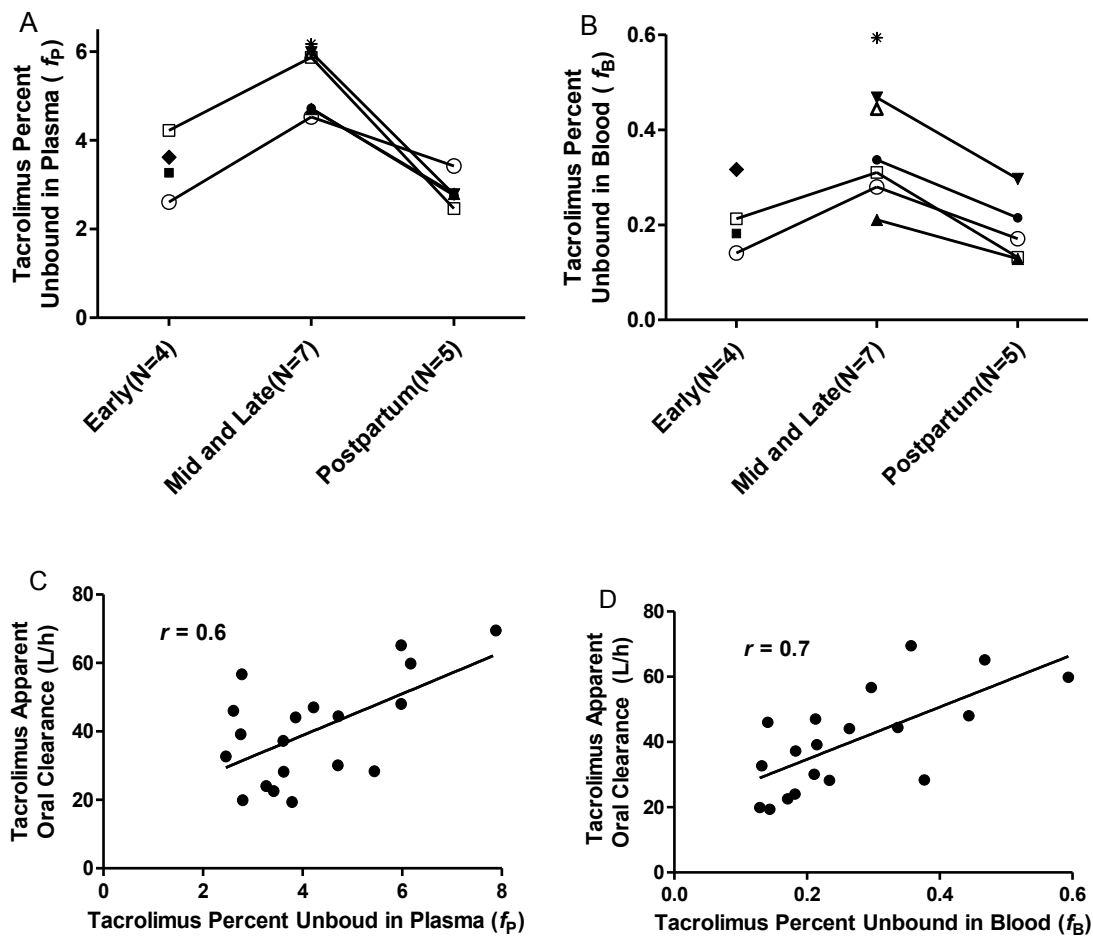 A
Tacrolimus Percent
Unbound in Plasma ( fP)
6
4
2
0
Early(N=4)
Mid and Late(N=7)
Postpartum(N=5)
B
Tacrolimus Percent
Unbound in Blood ( fB)
0.6
0.4
0.2
0.0
Early(N=4)
Mid and Late(N=7)
Postpartum(N=5)
C
Tacrolimus Apparent
Oral Clearance (L/h)
80
60
40
20
0
r = 0.6
0 2 4 6 8
Tacrolimus Percent Unboud in Plasma (fP)
D
Tacrolimus Apparent
Oral Clearance (L/h)
80
60
40
20
0
r = 0.7
0.0 0.2 0.4 0.6
Tacrolimus Percent Unbound in Blood (fB)